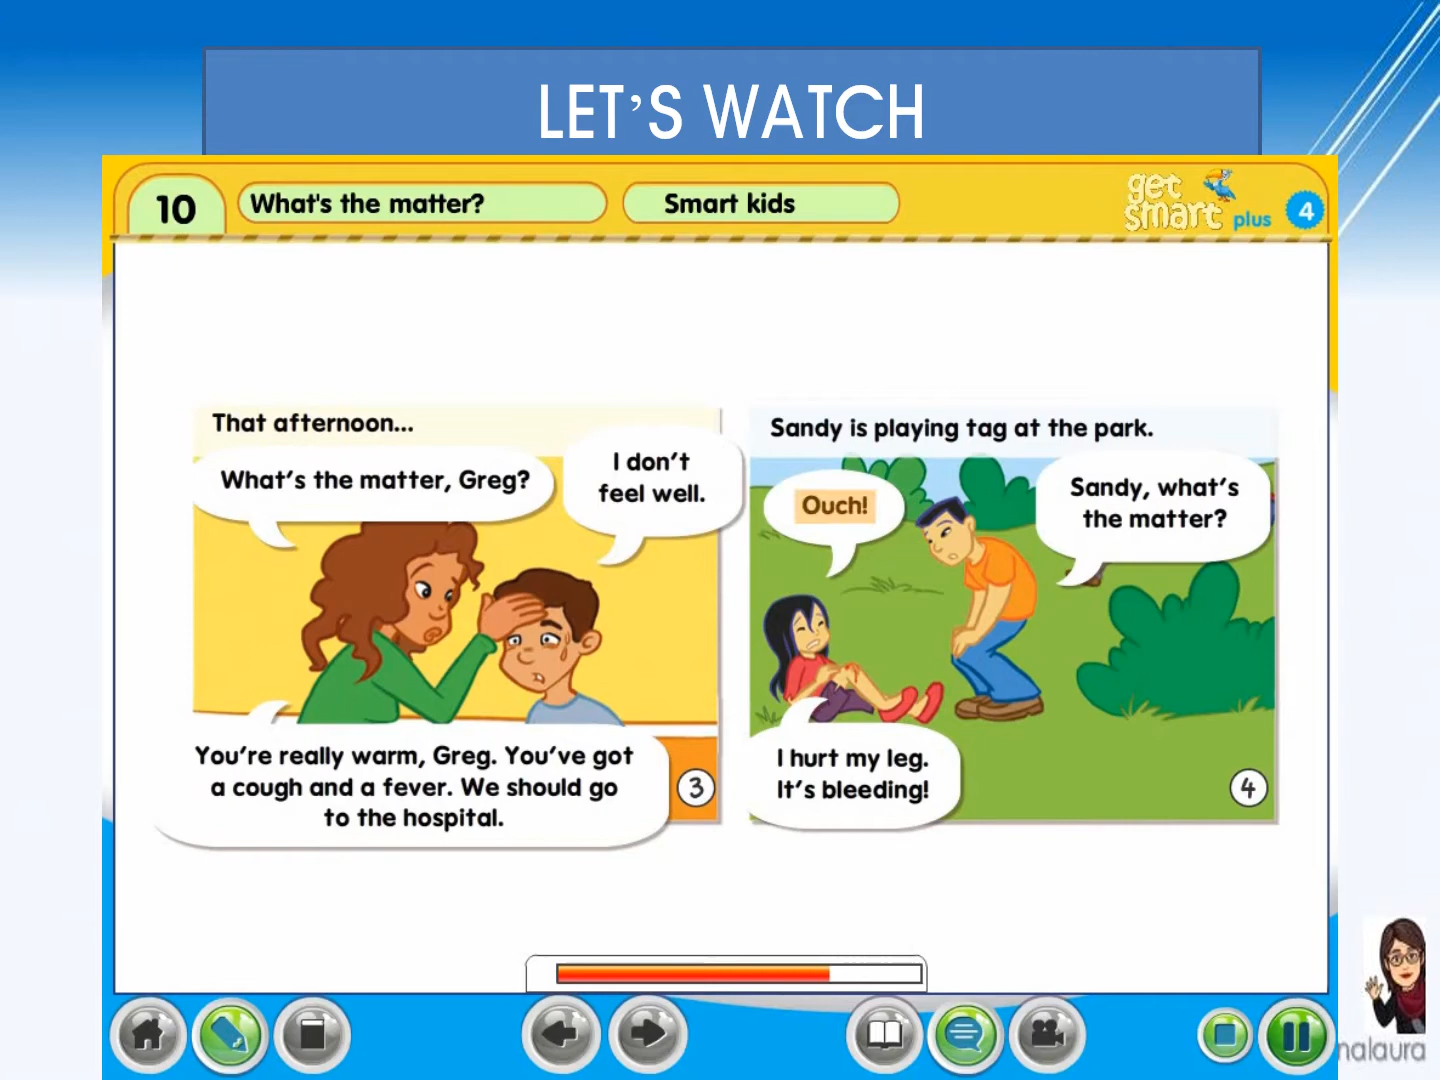 LET’S WATCH
10
What's the matter?
Smart kids
get
smart plus 4
That afternoon...
What’s the matter, Greg?
I don’t
feel well.
You’re really warm, Greg. You’ve got
a cough and a fever. We should go
to the hospital.
3
Sandy is playing tag at the park.
Ouch!
Sandy, what’s
the matter?
I hurt my leg.
It’s bleeding!
4
nalaura